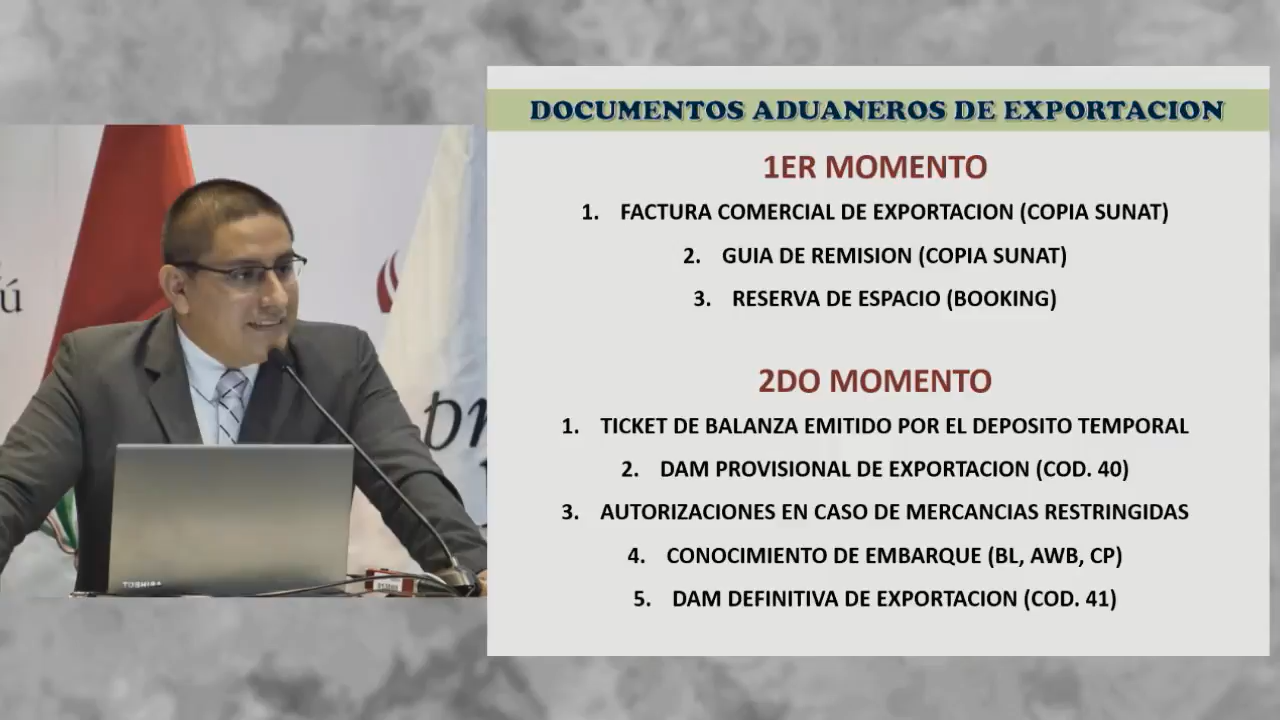 DOCUMENTOS ADUANEROS DE EXPORTACION
1ER MOMENTO
1. FACTURA COMERCIAL DE EXPORTACION (COPIA SUNAT)
2. GUIA DE REMISION (COPIA SUNAT)
3. RESERVA DE ESPACIO (BOOKING)
2DO MOMENTO
1. TICKET DE BALANZA EMITIDO POR EL DEPOSITO TEMPORAL
2. DAM PROVISIONAL DE EXPORTACION (COD. 40)
3. AUTORIZACIONES EN CASO DE MERCANCIAS RESTRINGIDAS
4. CONOCIMIENTO DE EMBARQUE (BL, AWB, CP)
5. DAM DEFINITIVA DE EXPORTACION (COD. 41)
ú
pr
TOSHIBA